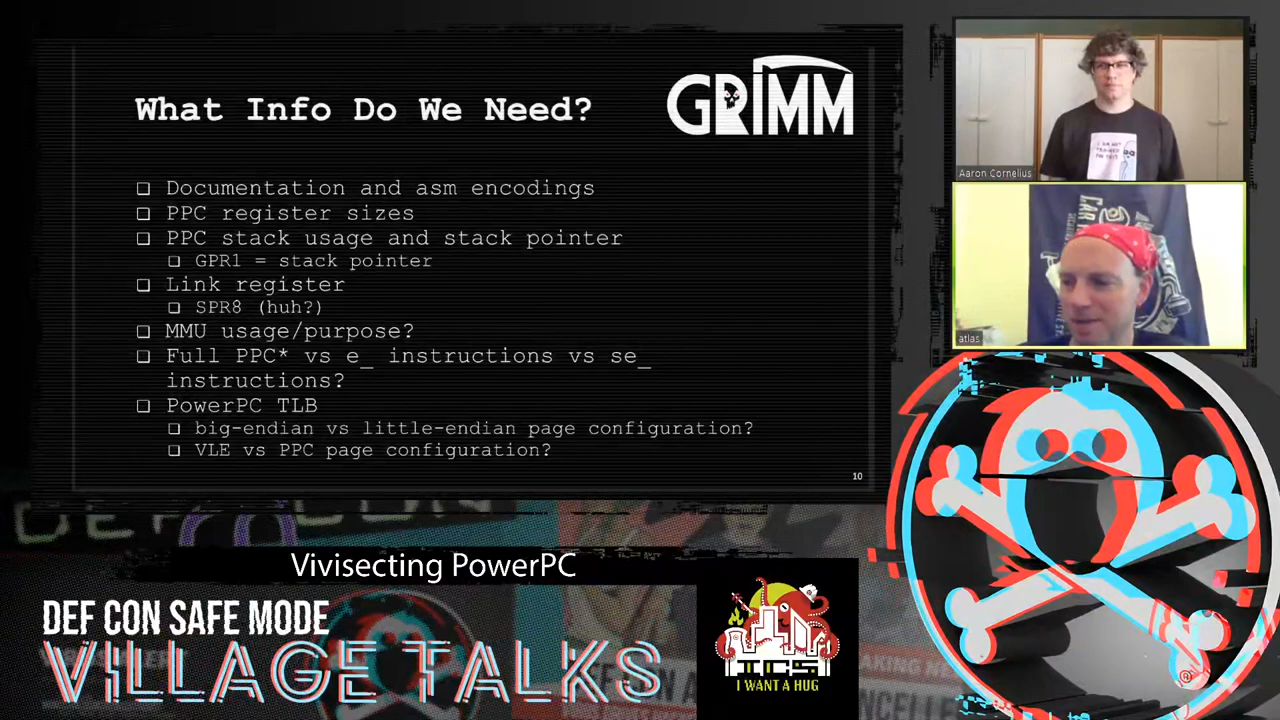 GRIMM
What Info Do We Need?
❑ Documentation and asm encodings
❑ PPC register sizes
❑ PPC stack usage and stack pointer
❑ GPR1 = stack pointer
❑ Link register
❑ SPR8 (huh?)
❑ MMU usage/purpose?
❑ Full PPC* vs e_ instructions vs se_
instructions?
❑ PowerPC TLB
❑ big-endian vs little-endian page configuration?
❑ VLE vs PPC page configuration?
10
Aaron Cornelius
atlas
DEF CON
Vivisecting PowerPC
DEF CON SAFE MODE
VILLAGE TALKS
ICS
I WANT A HUG
®